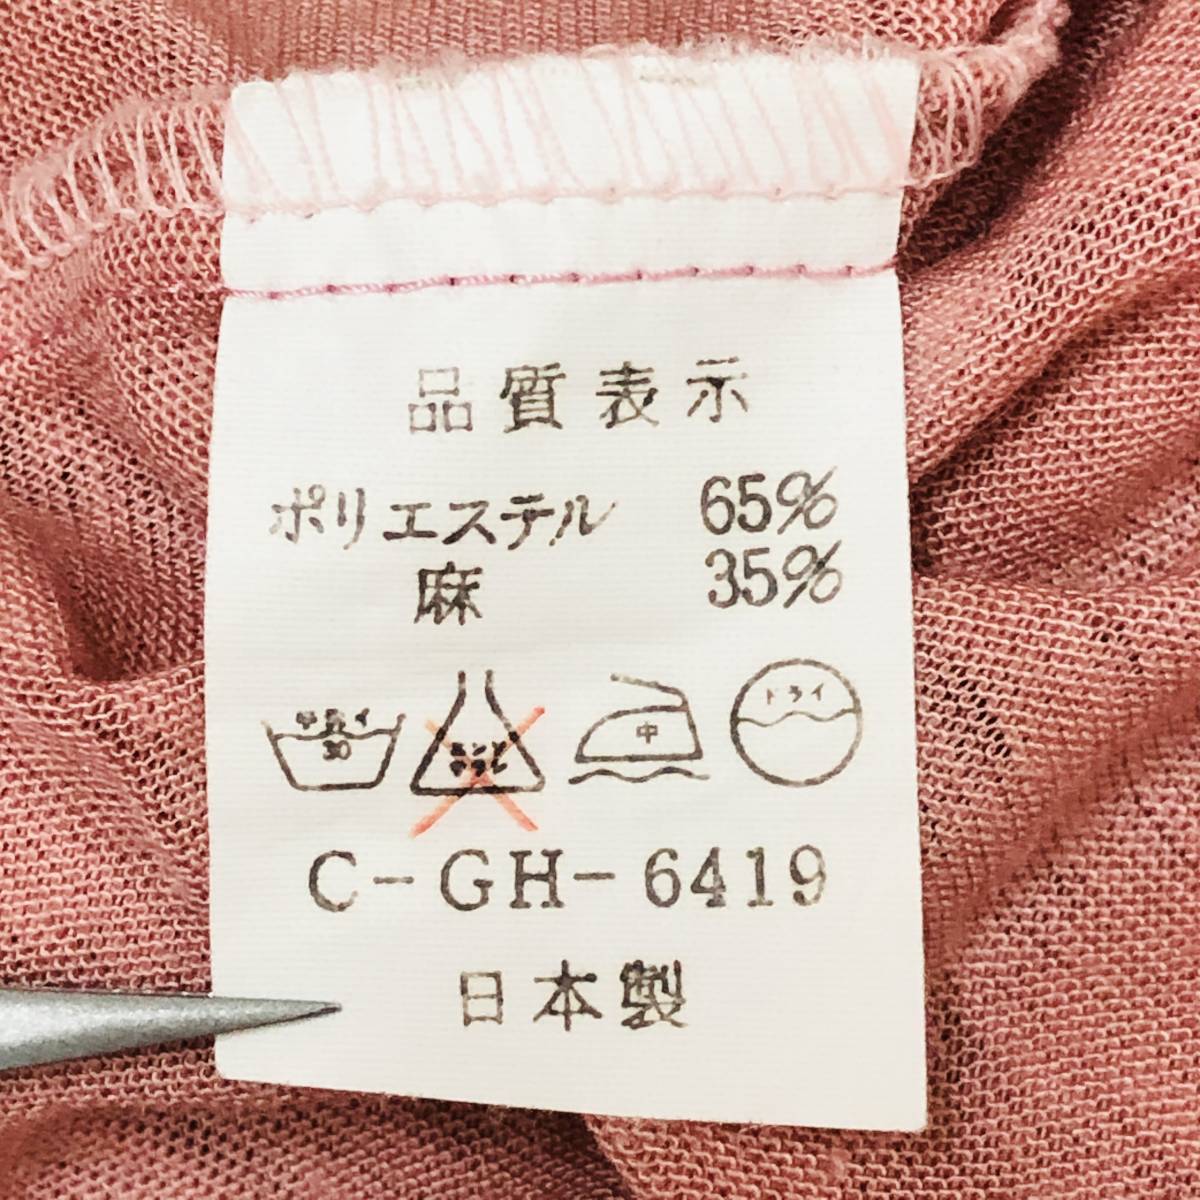 品質表示
ポリエステル 65%
麻 35%
30 中 ドライ
C-GH-6419
日本製